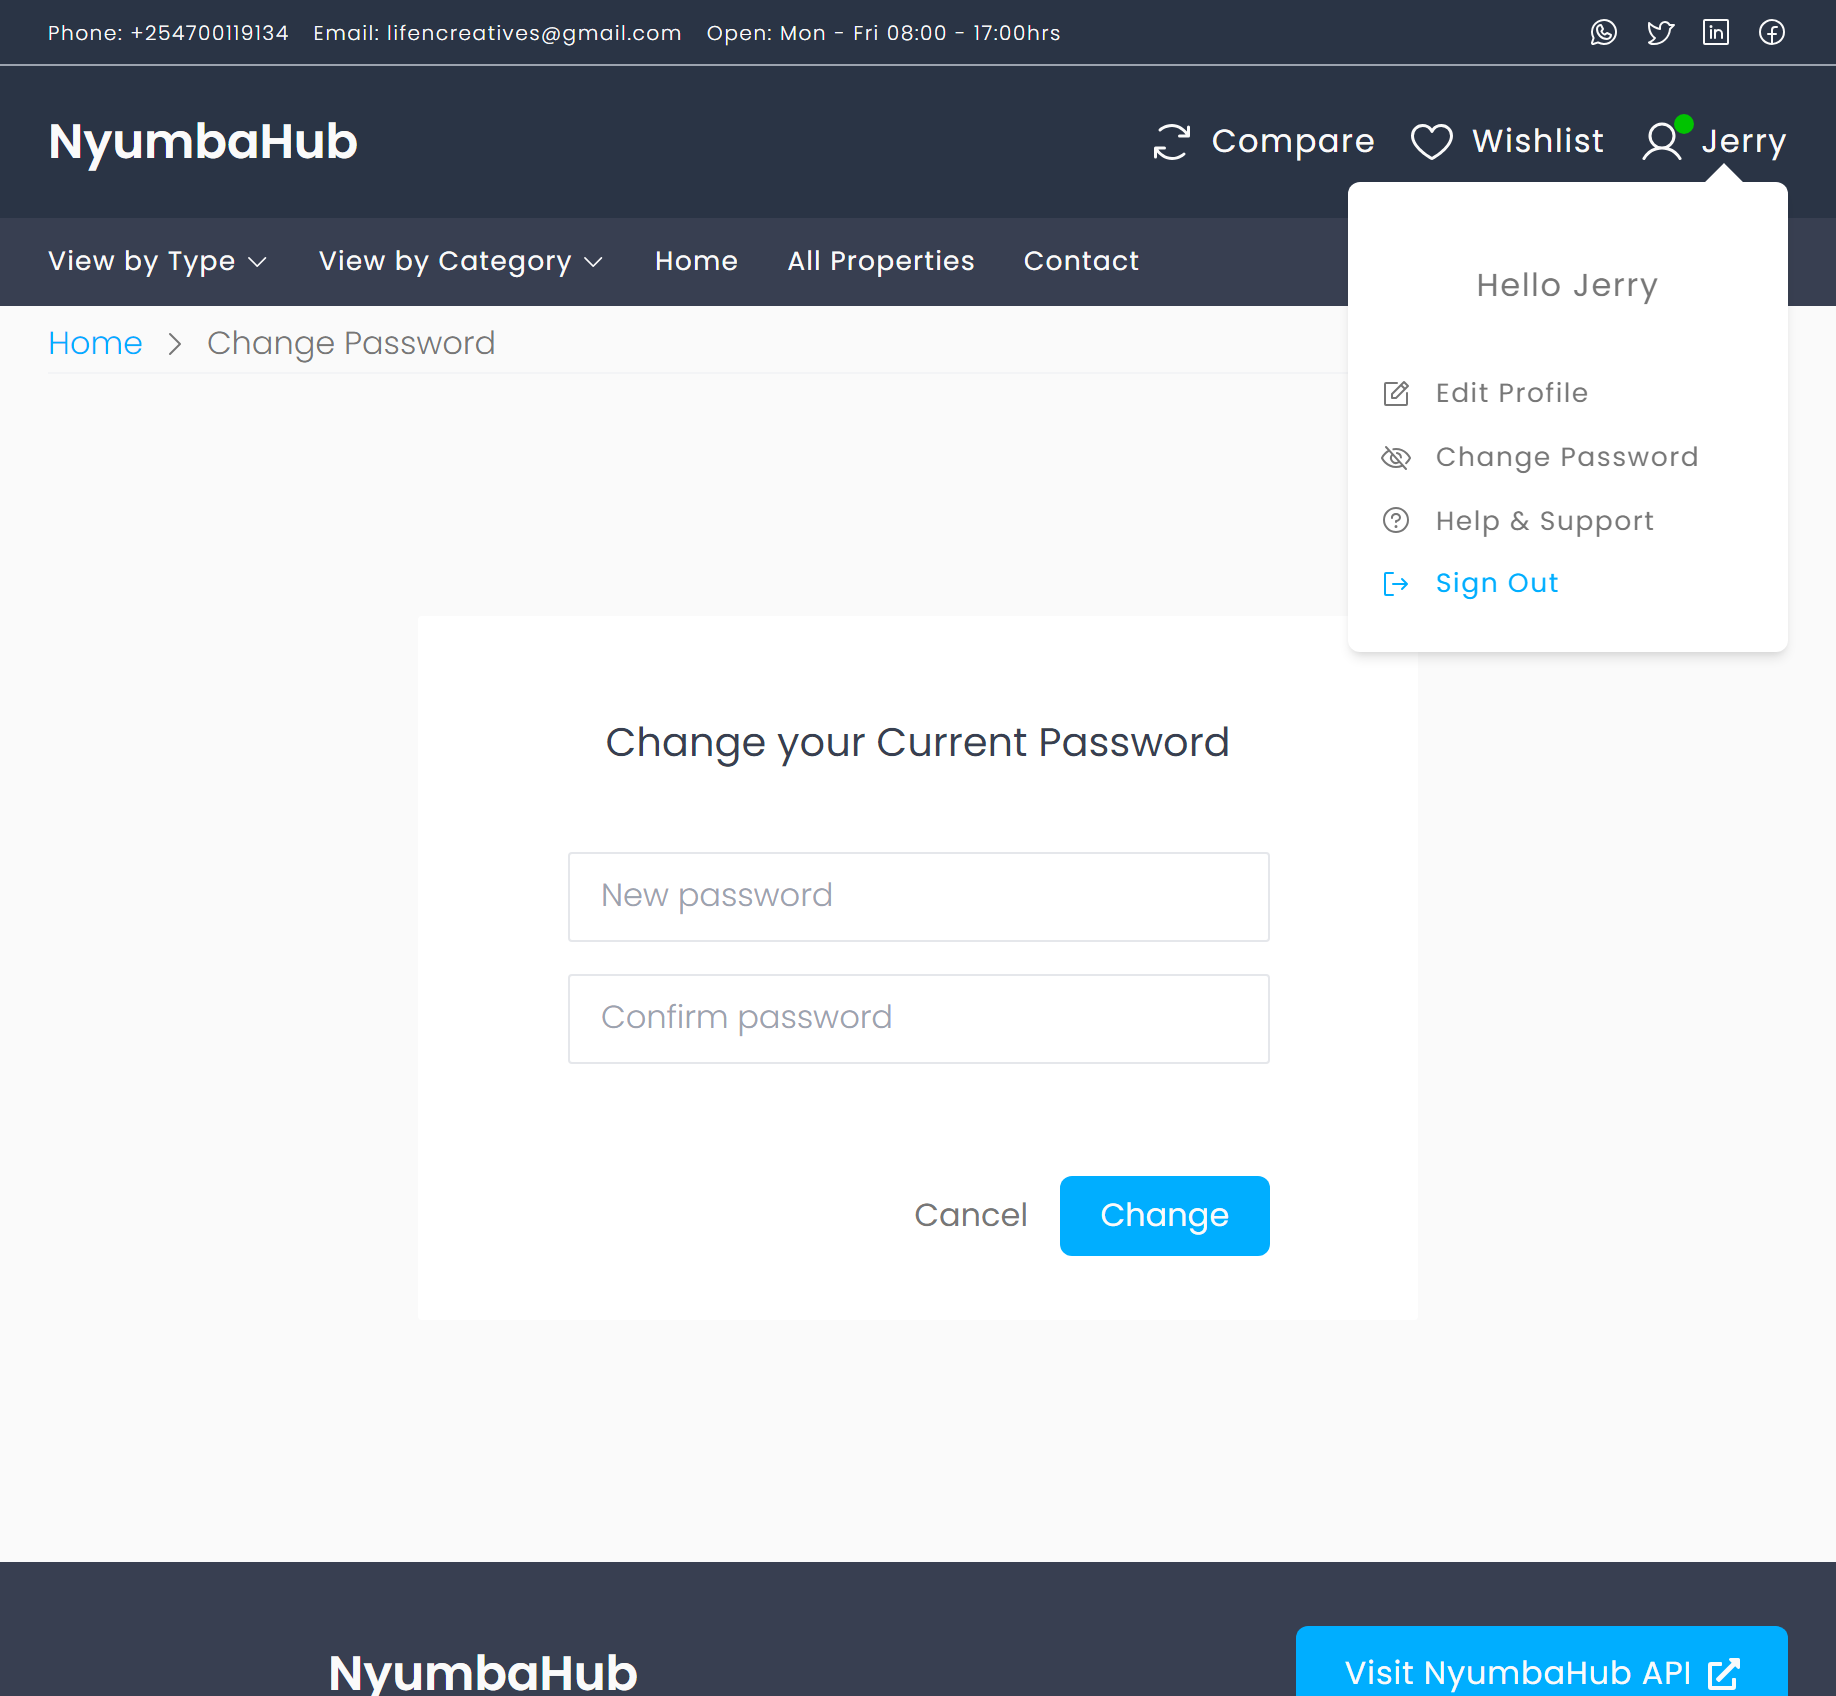 Phone: +254700119134 Email: lifencreatives@gmail.com Open: Mon - Fri 08:00 - 17:00hrs
NyumbaHub
Compare Wishlist Jerry
View by Type View by Category Home All Properties Contact
Hello Jerry
Edit Profile
Change Password
Help & Support
Sign Out
Home > Change Password
Change your Current Password
New password
Confirm password
Cancel Change
NyumbaHub
Visit NyumbaHub API